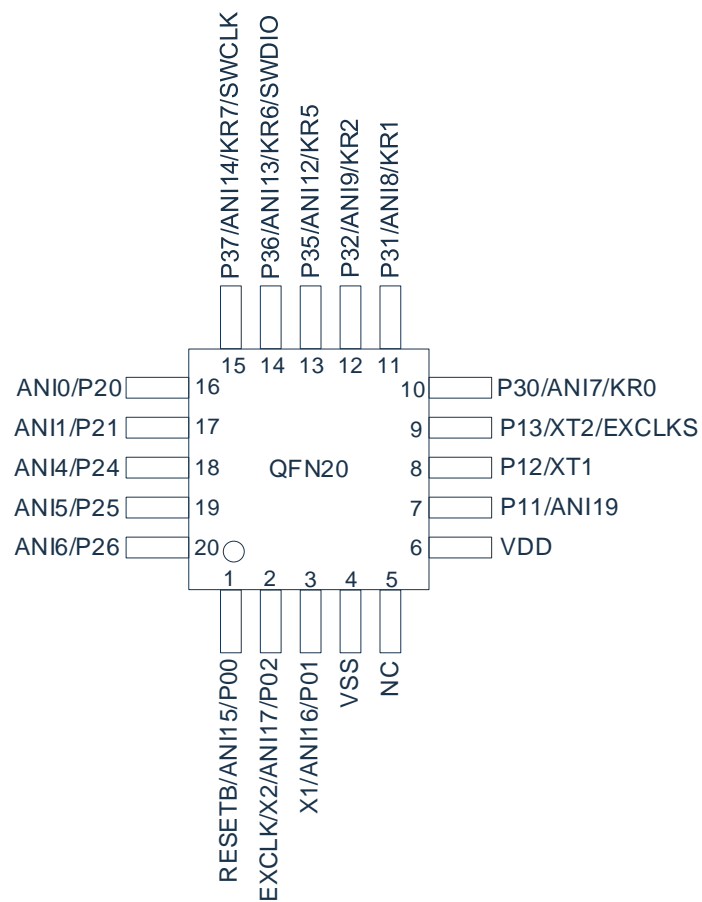 P37/ANI14/KR7/SWCLK
P36/ANI13/KR6/SWDIO
P35/ANI12/KR5
P32/ANI9/KR2
P31/ANI8/KR1
15
14
13
12
11
ANI0/P20
16
10
P30/ANI7/KR0
ANI1/P21
17
9
P13/XT2/EXCLKS
ANI4/P24
18
QFN20
8
P12/XT1
ANI5/P25
19
7
P11/ANI19
ANI6/P26
20
6
VDD
1
2
3
4
5
RESETB/ANI15/P00
EXCLK/X2/ANI17/P02
X1/ANI16/P01
VSS
NC